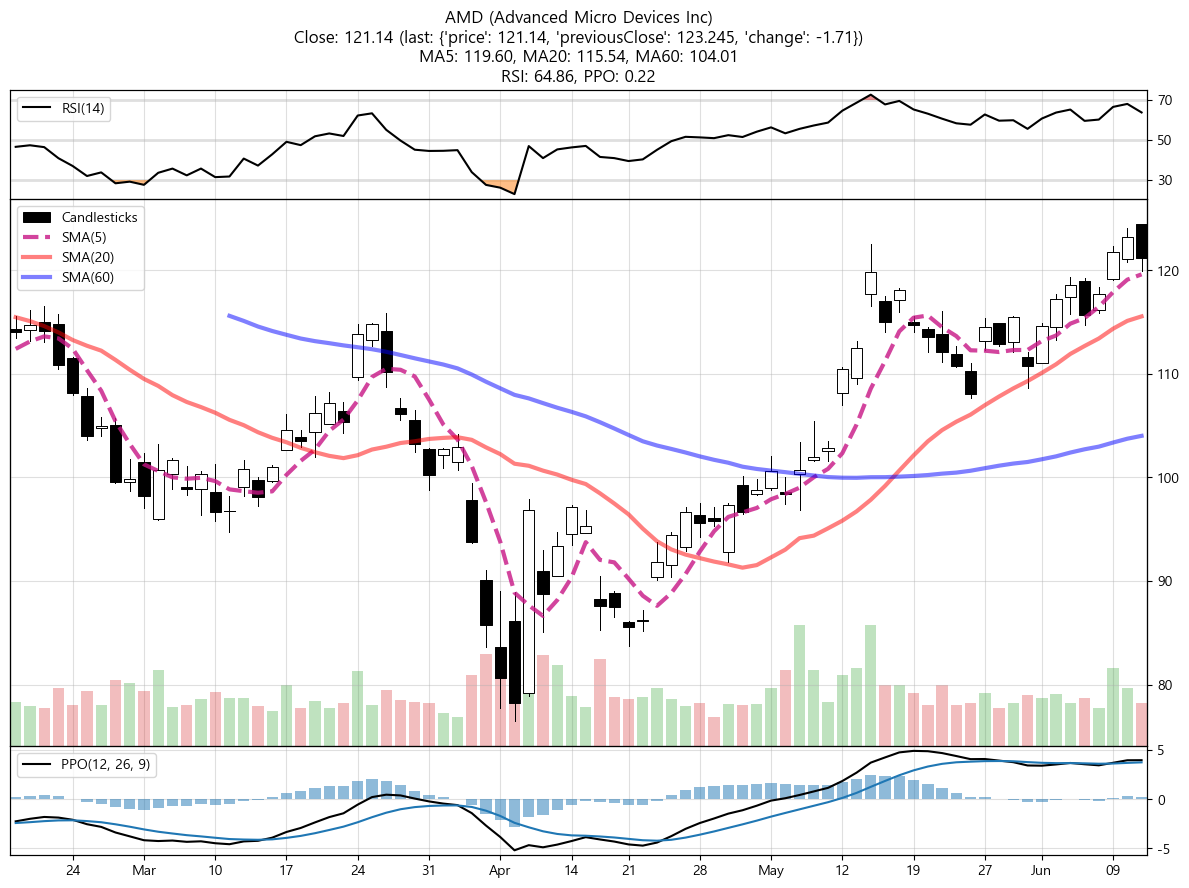 AMD (Advanced Micro Devices Inc)
Close: 121.14 (last: {'price': 121.14, 'previousClose': 123.245, 'change': -1.71})
MA5: 119.60, MA20: 115.54, MA60: 104.01
RSI: 64.86, PPO: 0.22
RSI(14)
70
50
30
Candlesticks
SMA(5)
SMA(20)
SMA(60)
120
110
100
90
80
PPO(12, 26, 9)
5
0
-5
24 Mar 10 17 24 31 Apr 14 21 28 May 12 19 27 Jun 09